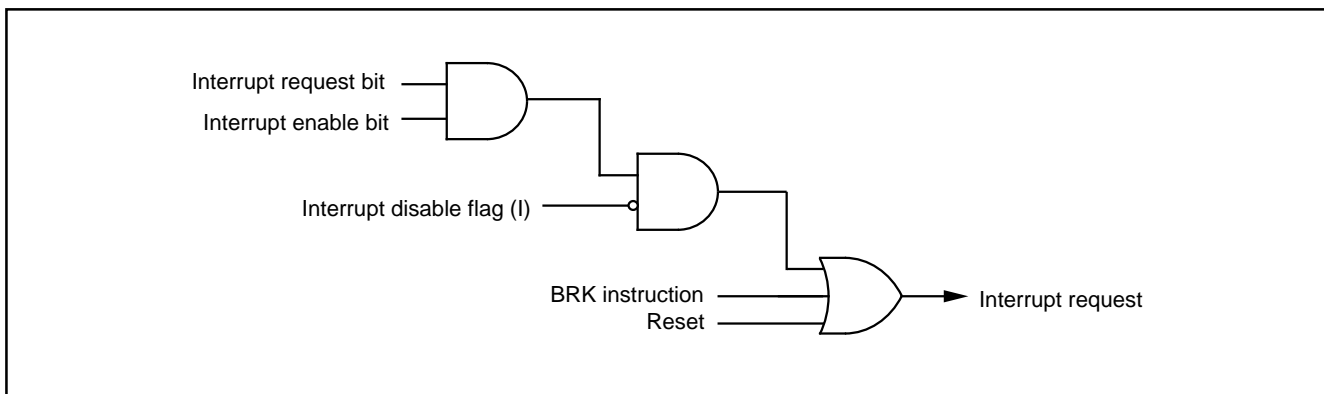 Interrupt request bit
Interrupt enable bit
Interrupt disable flag (I)
BRK instruction
Reset
Interrupt request